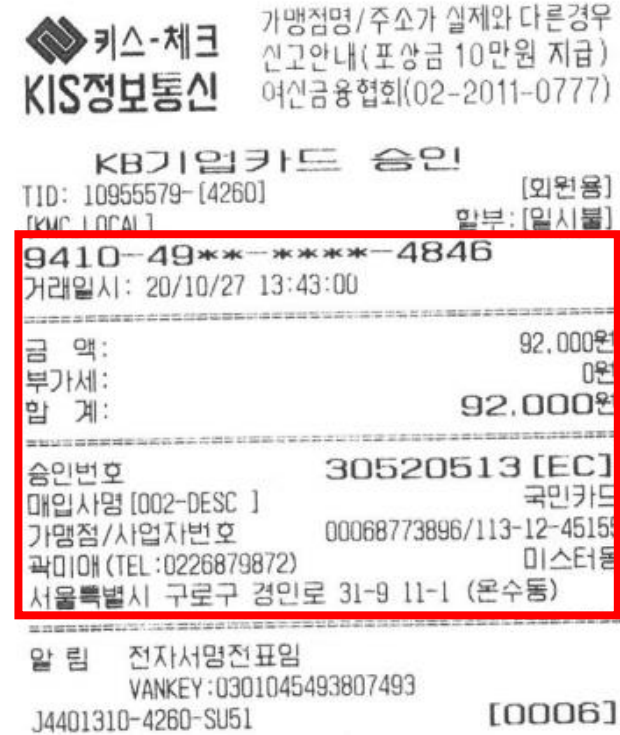 키스-체크
KIS정보통신
가맹점명/주소가 실제와 다른경우
신고안내(포상금 10만원 지급)
여신금융협회(02-2011-0777)
KB기업카드 승인
TID: 10955579-[4260]
[회원용]
[KMC LOCAL]
할부:[일시불]
9410-49**-****-4846
거래일시: 20/10/27 13:43:00
금 액: 92,000원
부가세: 0원
합 계: 92,000원
승인번호 30520513[EC]
매입사명[002-DESC ] 국민카드
가맹점/사업자번호 00068773896/113-12-45155
곽미애(TEL:0226879872) 미스터동
서울특별시 구로구 경인로 31-9 11-1 (온수동)
알 림 전자서명전표임
VANKEY:0301045493807493
J4401310-4260-SU51 [0006]